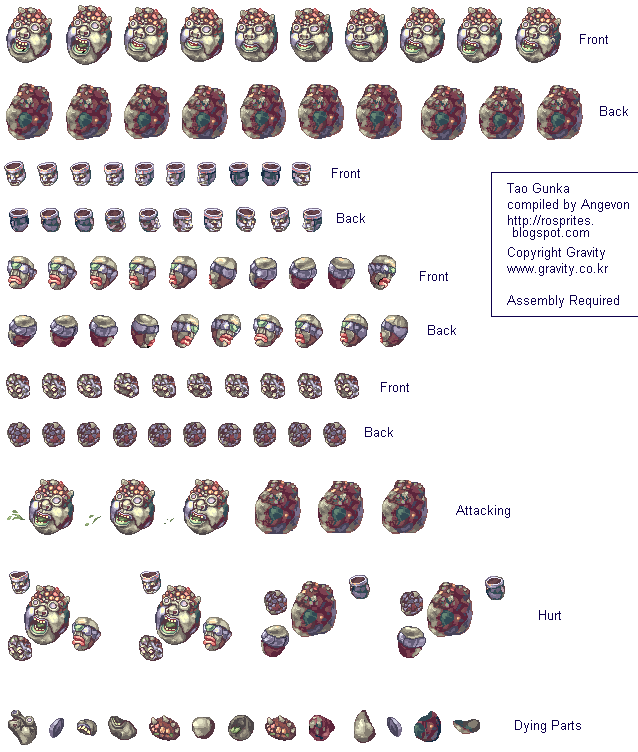 Front
Back
Front
Tao Gunka
compiled by Angevon
http://rosprites.
blogspot.com
Copyright Gravity
www.gravity.co.kr
Assembly Required
Back
Front
Back
Front
Back
Attacking
Hurt
Dying Parts